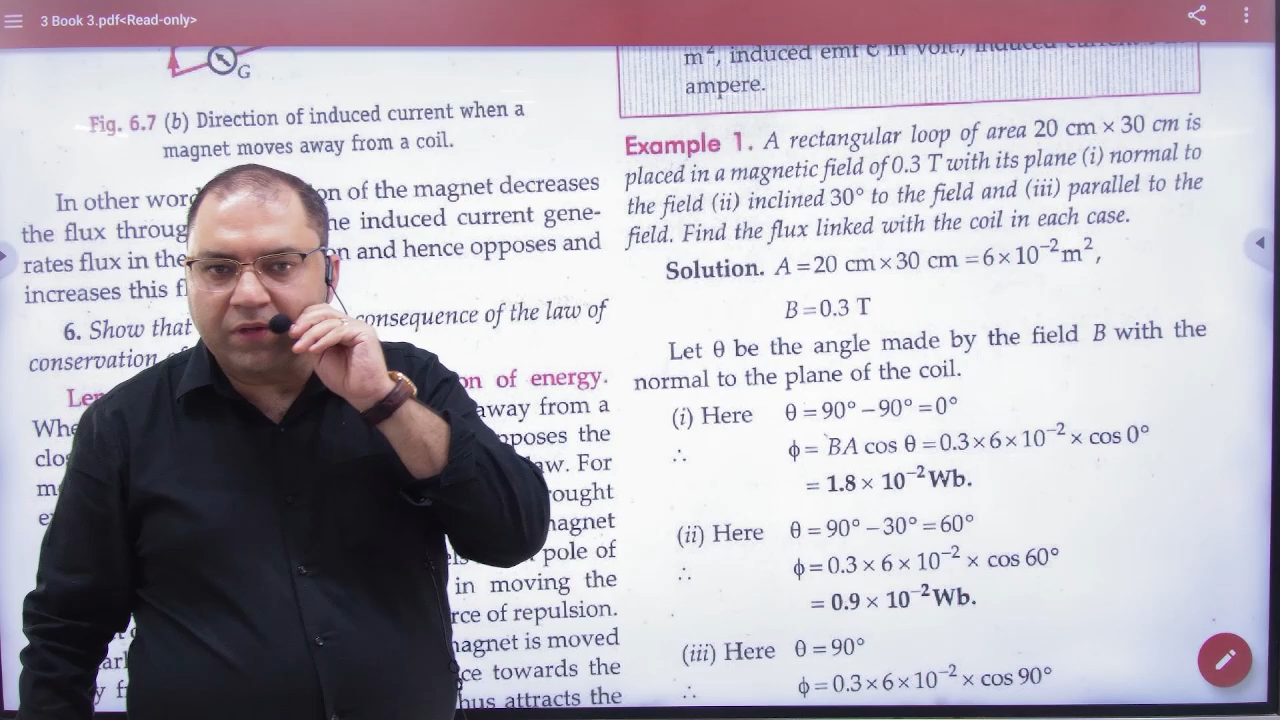 3 Book 3.pdf<Read-only>
G
Fig. 6.7 (b) Direction of induced current when a
magnet moves away from a coil.
In other on of the magnet decreases
the flux ne induced current gene-
rates flux in the and hence opposes and
increases this
6. Show that consequence of the law of
conservation
on of energy.
away from a
pposes the
law. For
rought
magnet
pole of
in moving the
rce of repulsion.
magnet is moved
ce towards the
hus attracts the
m², induced emf Ɛ in volt., induced
ampere.
Example 1. A rectangular loop of area 20 cm × 30 cm is
placed in a magnetic field of 0.3 T with its plane (i) normal to
the field (ii) inclined 30° to the field and (iii) parallel to the
field. Find the flux linked with the coil in each case.
Solution. A = 20 cm × 30 cm = 6 × 10⁻² m²,
B = 0.3 T
Let θ be the angle made by the field B with the
normal to the plane of the coil.
(i) Here θ = 90° − 90° = 0°
∴ ϕ = BA cos θ = 0.3 × 6 × 10⁻² × cos 0°
= 1.8 × 10⁻² Wb.
(ii) Here θ = 90° − 30° = 60°
∴ ϕ = 0.3 × 6 × 10⁻² × cos 60°
= 0.9 × 10⁻² Wb.
(iii) Here θ = 90°
∴ ϕ = 0.3 × 6 × 10⁻² × cos 90°